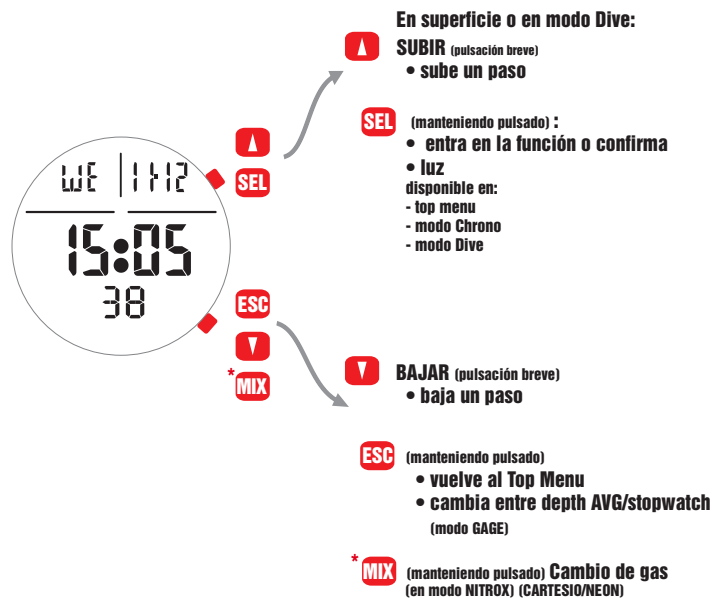 En superficie o en modo Dive:
SUBIR (pulsación breve)
• sube un paso
SEL (manteniendo pulsado) :
• entra en la función o confirma
• luz
disponible en:
- top menu
- modo Chrono
- modo Dive
SEL
WE 11-12
15:05
38
ESC
*MIX
BAJAR (pulsación breve)
• baja un paso
ESC (manteniendo pulsado)
• vuelve al Top Menu
• cambia entre depth AVG/stopwatch
(modo GAGE)
*MIX (manteniendo pulsado) Cambio de gas
(en modo NITROX) (CARTESIO/NEON)